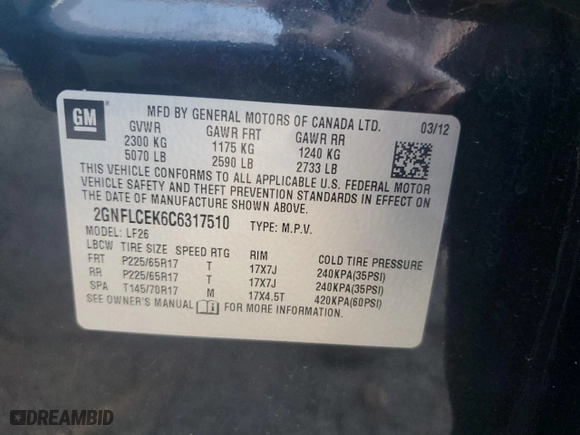 GM
MFD BY GENERAL MOTORS OF CANADA LTD.
03/12
GVWR GAWR FRT GAWR RR
2300 KG 1175 KG 1240 KG
5070 LB 2590 LB 2733 LB
THIS VEHICLE CONFORMS TO ALL APPLICABLE U.S. FEDERAL MOTOR
VEHICLE SAFETY AND THEFT PREVENTION STANDARDS IN EFFECT ON
THE DATE OF MANUFACTURE SHOWN ABOVE.
2GNFLCEK6C6317510 TYPE: M.P.V.
MODEL: LF26
LBCW TIRE SIZE SPEED RTG RIM COLD TIRE PRESSURE
FRT P225/65R17 T 17X7J 240KPA(35PSI)
RR P225/65R17 T 17X7J 240KPA(35PSI)
SPA T145/70R17 M 17X4.5T 420KPA(60PSI)
SEE OWNER'S MANUAL FOR MORE INFORMATION.
DREAMBID